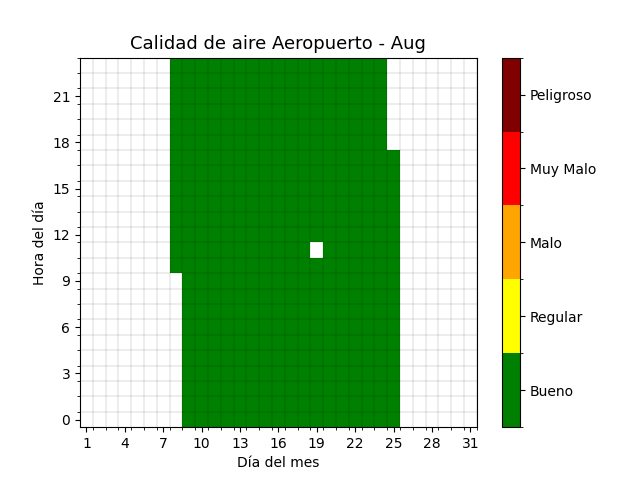 Calidad de aire Aeropuerto - Aug
Hora del día
21
18
15
12
9
6
3
0
1 4 7 10 13 16 19 22 25 28 31
Día del mes
Peligroso
Muy Malo
Malo
Regular
Bueno